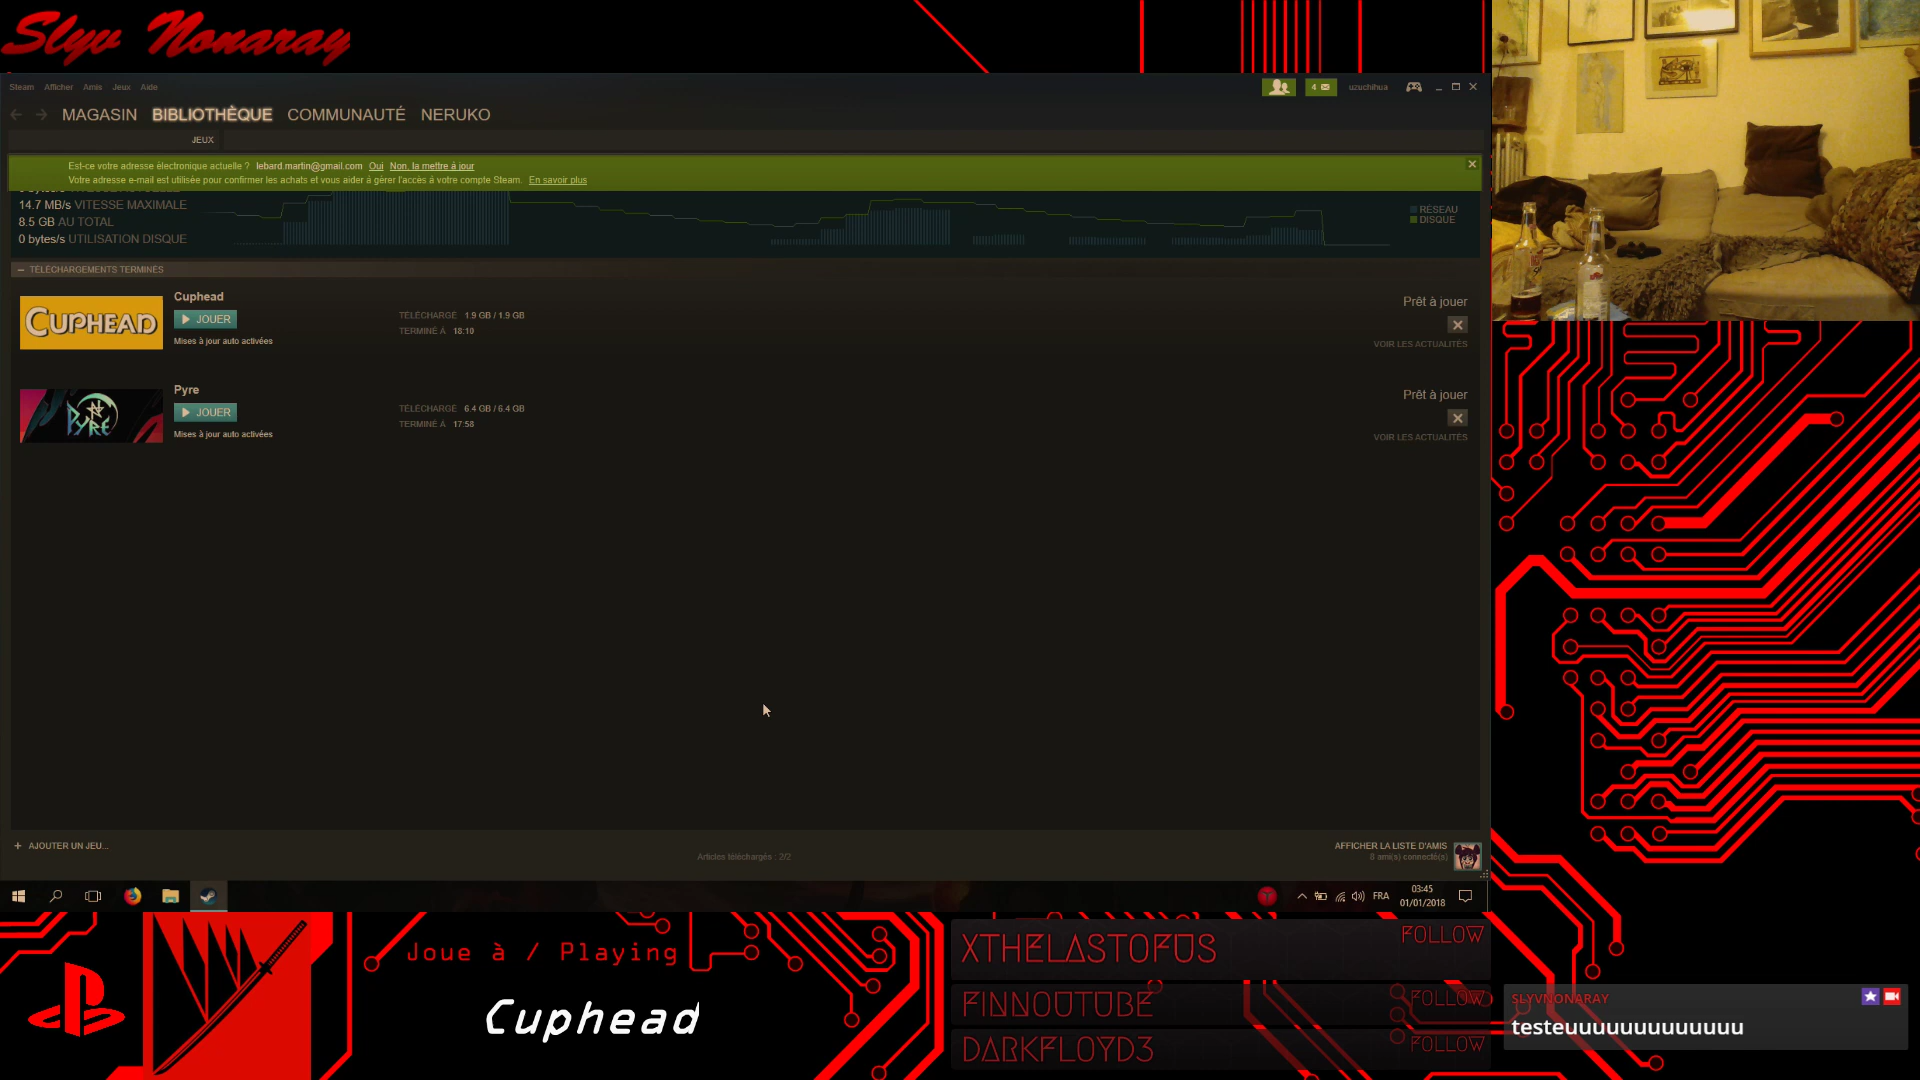 Slyv Nonaray
Steam Afficher Amis Jeux Aide
4
uzuchihua
MAGASIN BIBLIOTHÈQUE COMMUNAUTÉ NERUKO
JEUX
Est-ce votre adresse électronique actuelle ? lebard.martin@gmail.com Oui Non, la mettre à jour
Votre adresse e-mail est utilisée pour confirmer les achats et vous aider à gérer l'accès à votre compte Steam. En savoir plus
14.7 MB/s VITESSE MAXIMALE
8.5 GB AU TOTAL
0 bytes/s UTILISATION DISQUE
RÉSEAU
DISQUE
TÉLÉCHARGEMENTS TERMINÉS
CUPHEAD
Cuphead
JOUER
Mises à jour auto activées
TÉLÉCHARGÉ 1.9 GB / 1.9 GB
TERMINÉ À 18:10
Prêt à jouer
VOIR LES ACTUALITÉS
PYRE
Pyre
JOUER
Mises à jour auto activées
TÉLÉCHARGÉ 6.4 GB / 6.4 GB
TERMINÉ À 17:58
Prêt à jouer
VOIR LES ACTUALITÉS
+ AJOUTER UN JEU...
Articles téléchargés : 2/2
AFFICHER LA LISTE D'AMIS
8 ami(s) connecté(s)
FRA
03:45
01/01/2018
Joue à / Playing
Cuphead
XTHELASTOFUS FOLLOW
FINNOUTUBE FOLLOW
DARKFLOYD3 FOLLOW
SLYVNONARAY
testeuuuuuuuuuuuuu